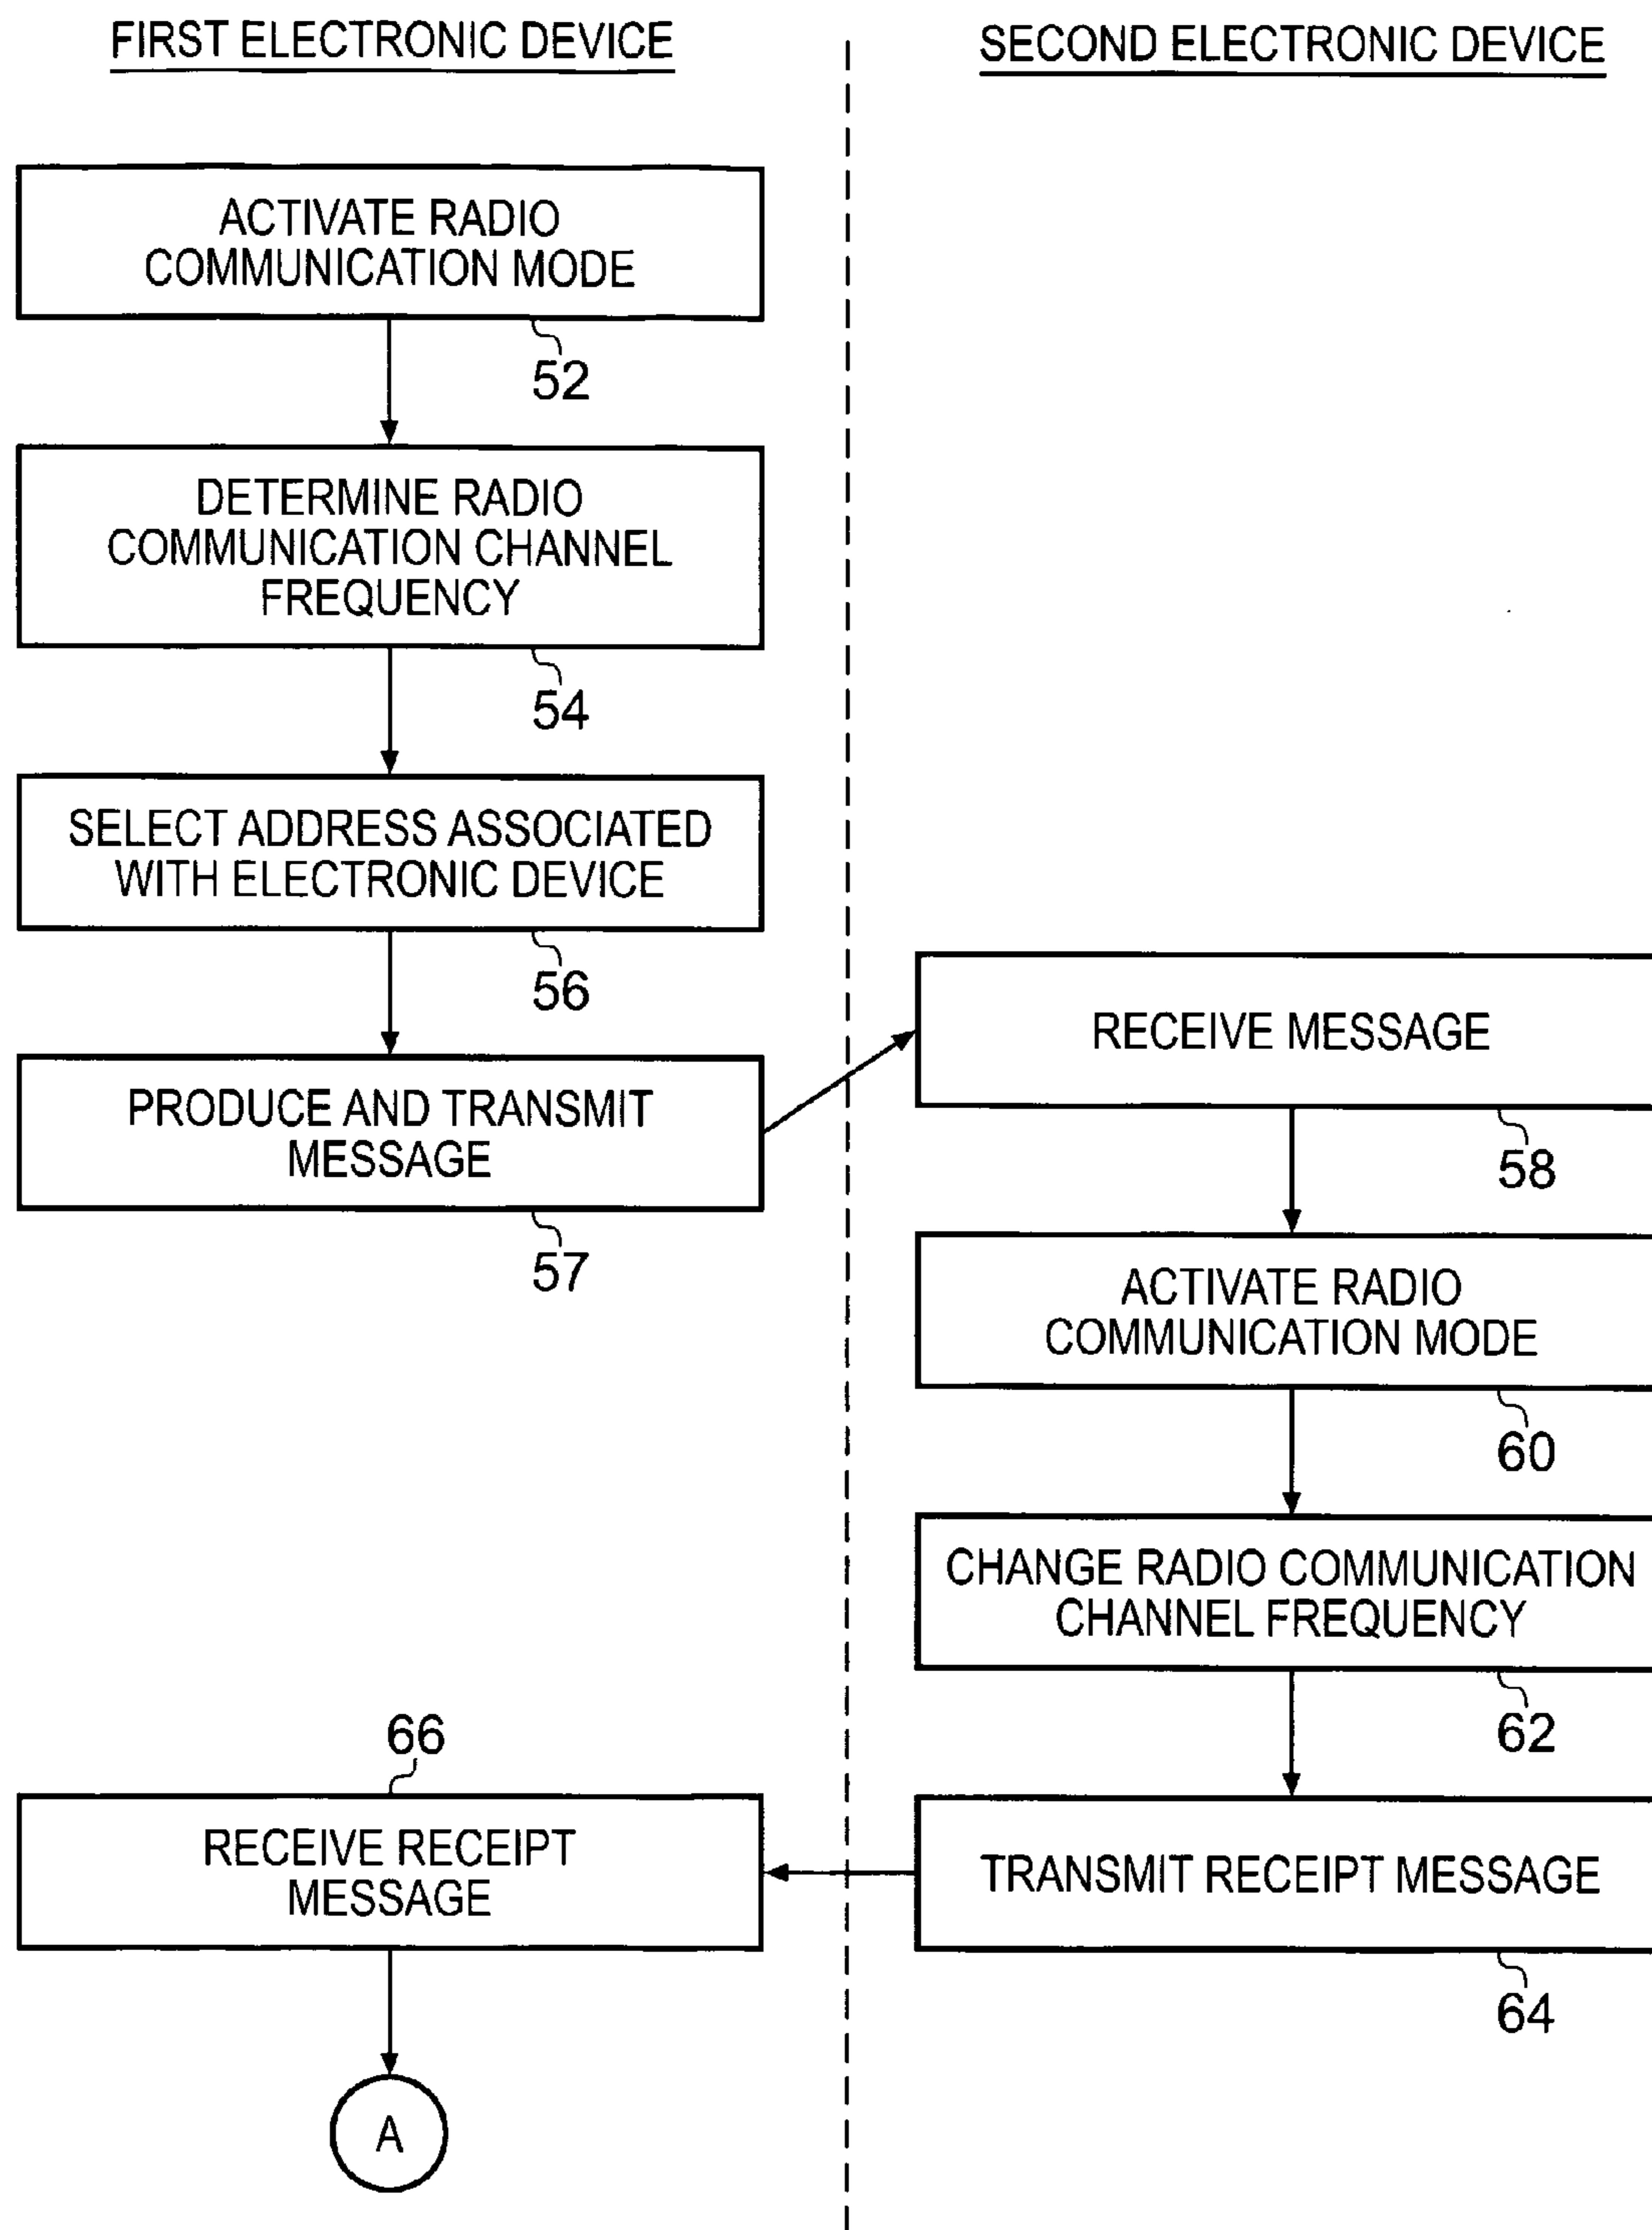 FIRST ELECTRONIC DEVICE
SECOND ELECTRONIC DEVICE
ACTIVATE RADIO
COMMUNICATION MODE
52
DETERMINE RADIO
COMMUNICATION CHANNEL
FREQUENCY
54
SELECT ADDRESS ASSOCIATED
WITH ELECTRONIC DEVICE
56
PRODUCE AND TRANSMIT
MESSAGE
57
RECEIVE MESSAGE
58
ACTIVATE RADIO
COMMUNICATION MODE
60
CHANGE RADIO COMMUNICATION
CHANNEL FREQUENCY
62
TRANSMIT RECEIPT MESSAGE
64
66
RECEIVE RECEIPT
MESSAGE
A